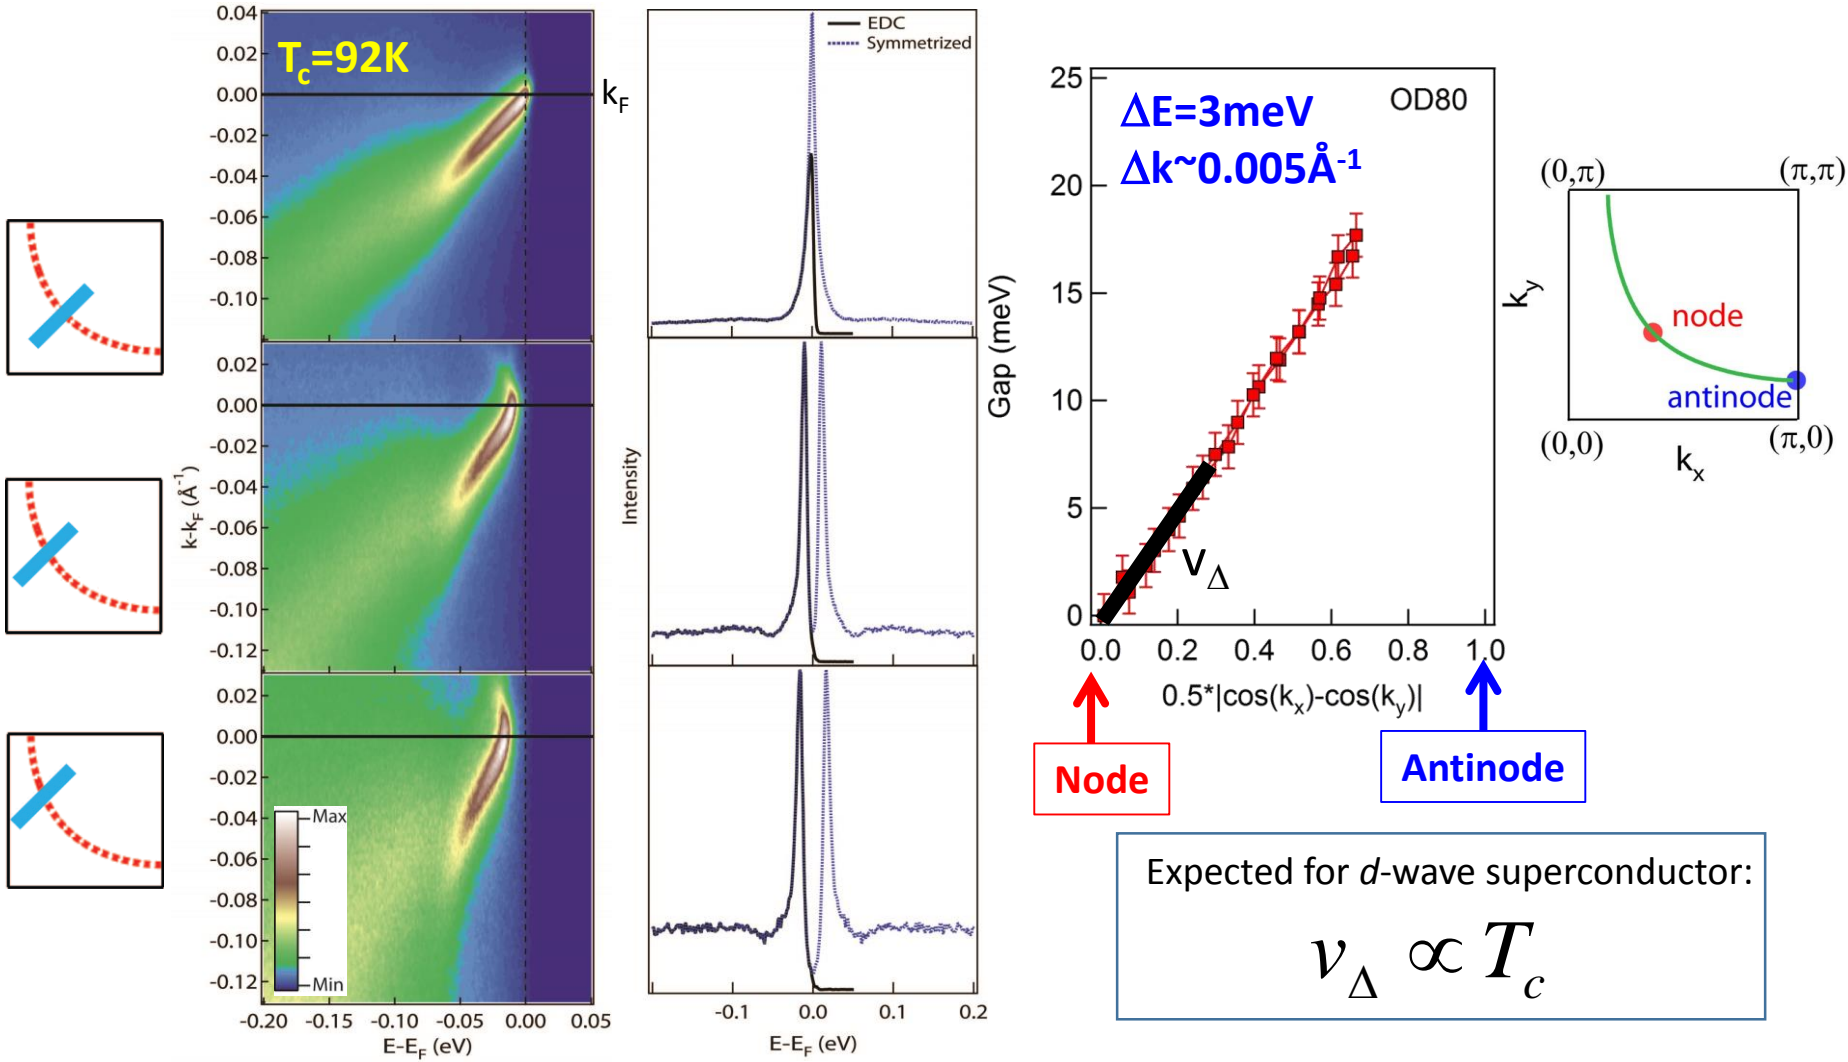 T_c=92K
0.04
0.02
0.00
-0.02
-0.04
-0.06
-0.08
-0.10
k_F
0.02
0.00
-0.02
-0.04
-0.06
-0.08
-0.10
-0.12
k-k_F (Å⁻¹)
0.02
0.00
-0.02
-0.04
-0.06
-0.08
-0.10
-0.12
Max
Min
-0.20 -0.15 -0.10 -0.05 0.00 0.05
E-E_F (eV)
EDC
Symmetrized
Intensity
-0.1 0.0 0.1 0.2
E-E_F (eV)
ΔE=3meV
Δk~0.005Å⁻¹
OD80
25
20
15
10
5
0
Gap (meV)
v_Δ
0.0 0.2 0.4 0.6 0.8 1.0
0.5*|cos(k_x)-cos(k_y)|
Node
Antinode
(0,π) (π,π)
k_y
node
antinode
(0,0) (π,0)
k_x
Expected for d-wave superconductor:
v_Δ ∝ T_c